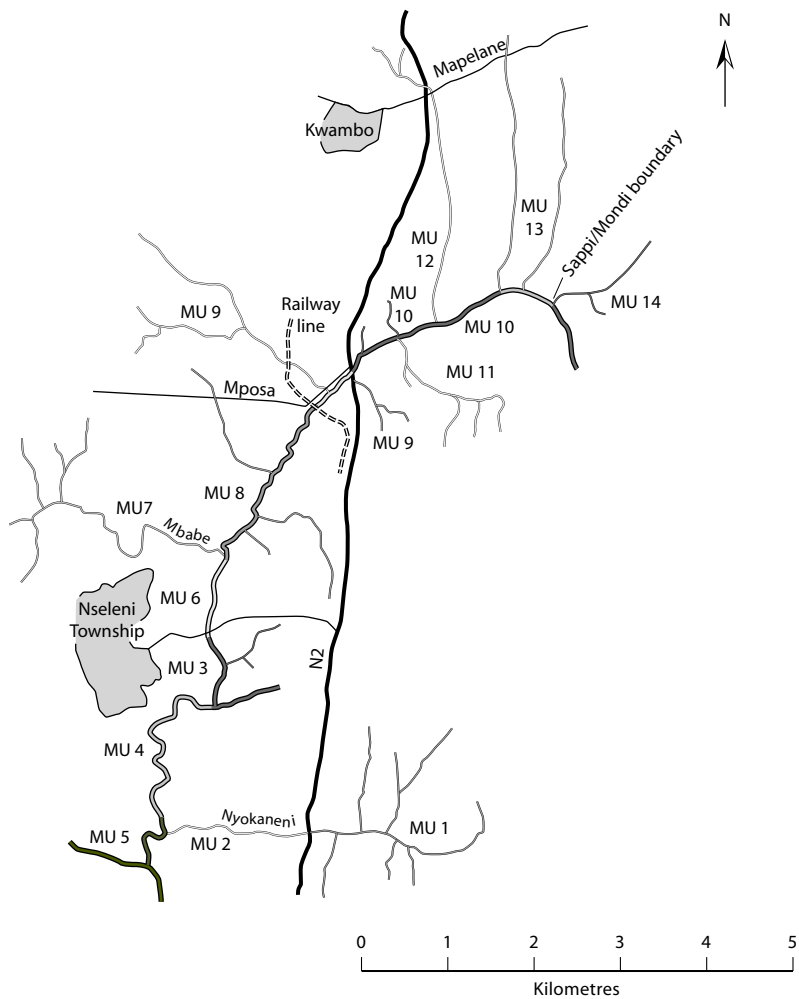 N
Mapelane
Kwambo
Sappi/Mondi boundary
MU
13
MU
12
MU
10
MU 14
MU 9
Railway
line
MU 10
MU 11
Mposa
MU 9
MU 8
MU7
Mbabe
MU 6
Nseleni
Township
N2
MU 3
MU 4
Nyokaneni
MU 1
MU 5
MU 2
0 1 2 3 4 5
Kilometres